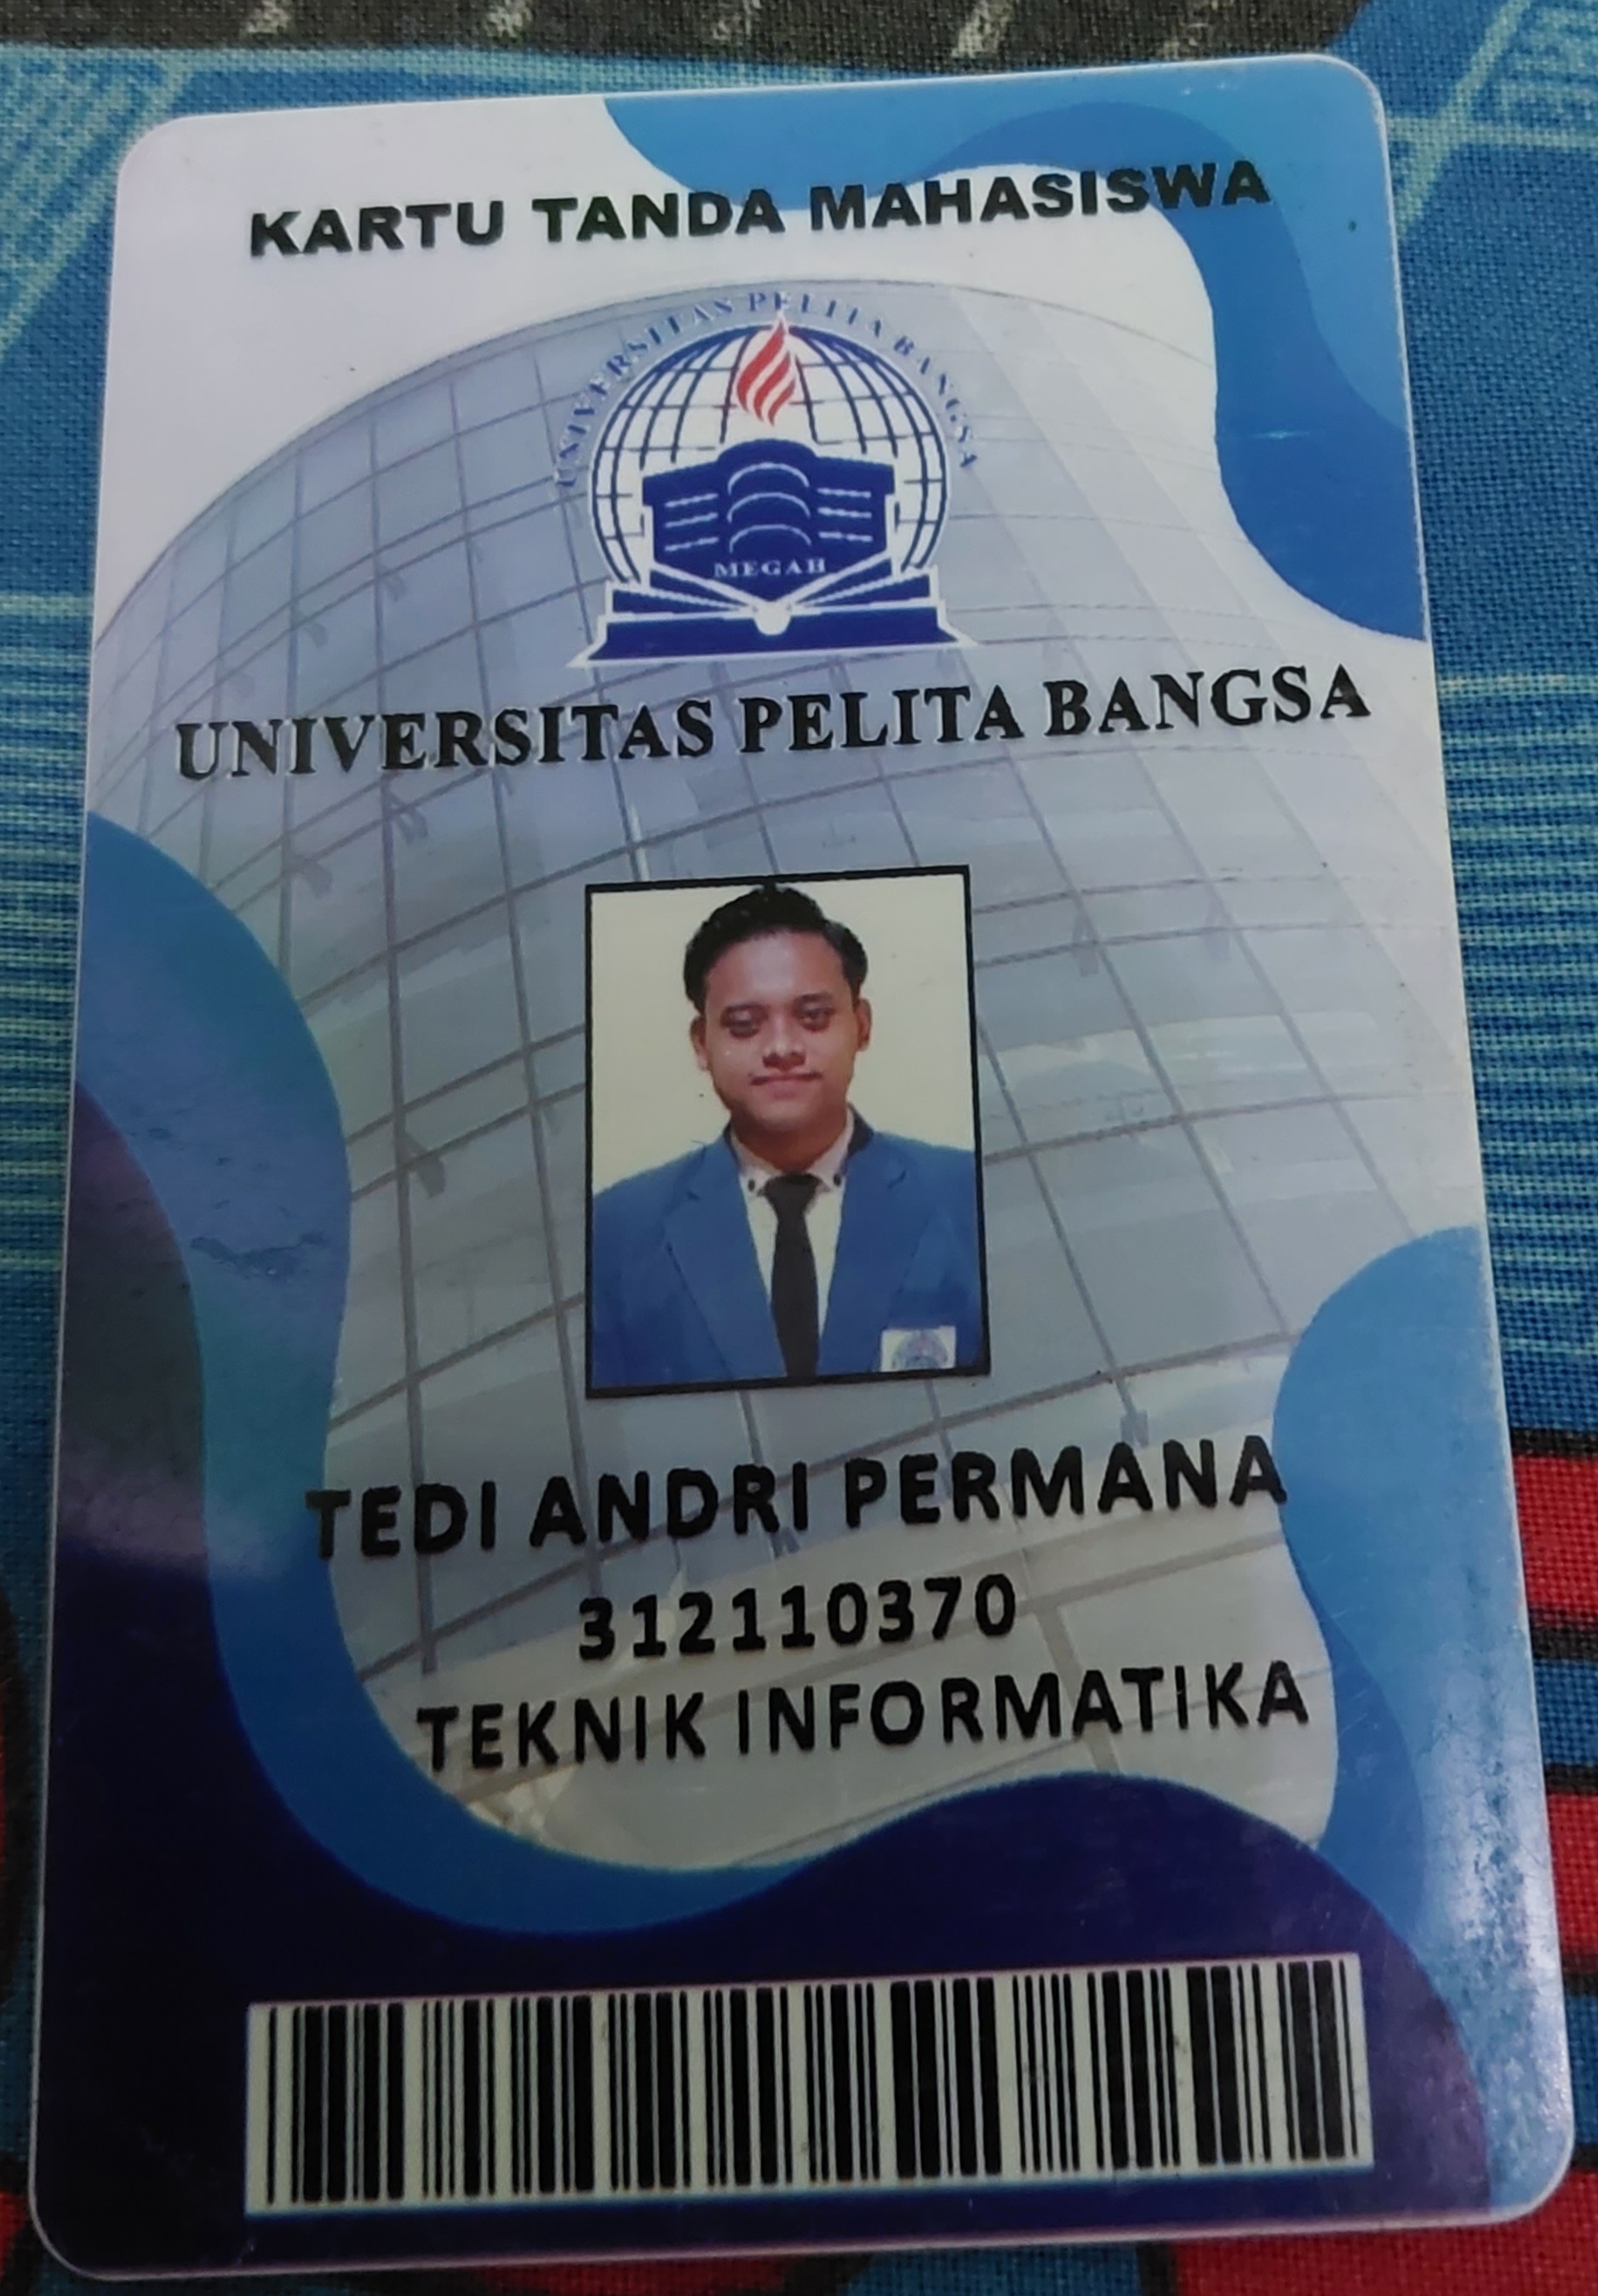 KARTU TANDA MAHASISWA
UNIVERSITAS PELITA BANGSA
MEGAH
UNIVERSITAS PELITA BANGSA
TEDI ANDRI PERMANA
312110370
TEKNIK INFORMATIKA